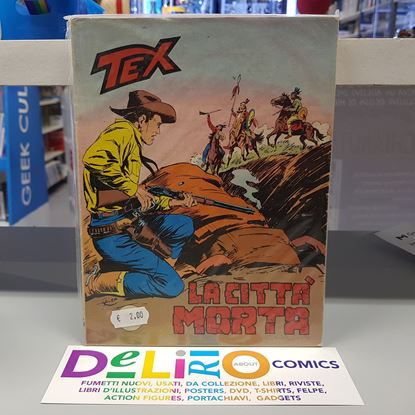 TEX
GEEK CUL
LA CITTÀ
MORTA
€ 2.00
DELIRIO ABOUT COMICS
FUMETTI NUOVI, USATI, DA COLLEZIONE, LIBRI, RIVISTE,
LIBRI D'ILLUSTRAZIONI, POSTERS, DVD, T-SHIRTS, FELPE,
ACTION FIGURES, PORTACHIAVI, GADGETS